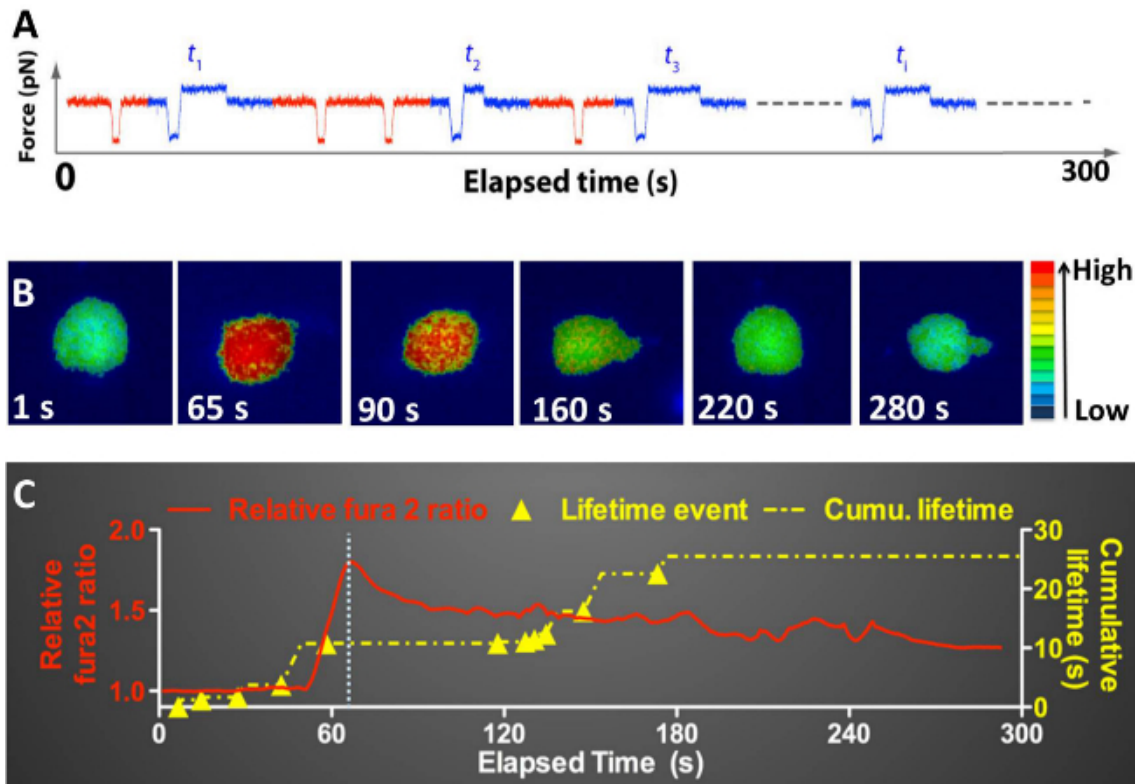 A
Force (pN)
t1 t2 t3 ti
0 300
Elapsed time (s)
B
1 s 65 s 90 s 160 s 220 s 280 s
High
Low
C
Relative fura 2 ratio Lifetime event Cumu. lifetime
Relative
fura2 ratio
2.0
1.5
1.0
30
20
10
0
Cumulative
lifetime (s)
0 60 120 180 240 300
Elapsed Time (s)